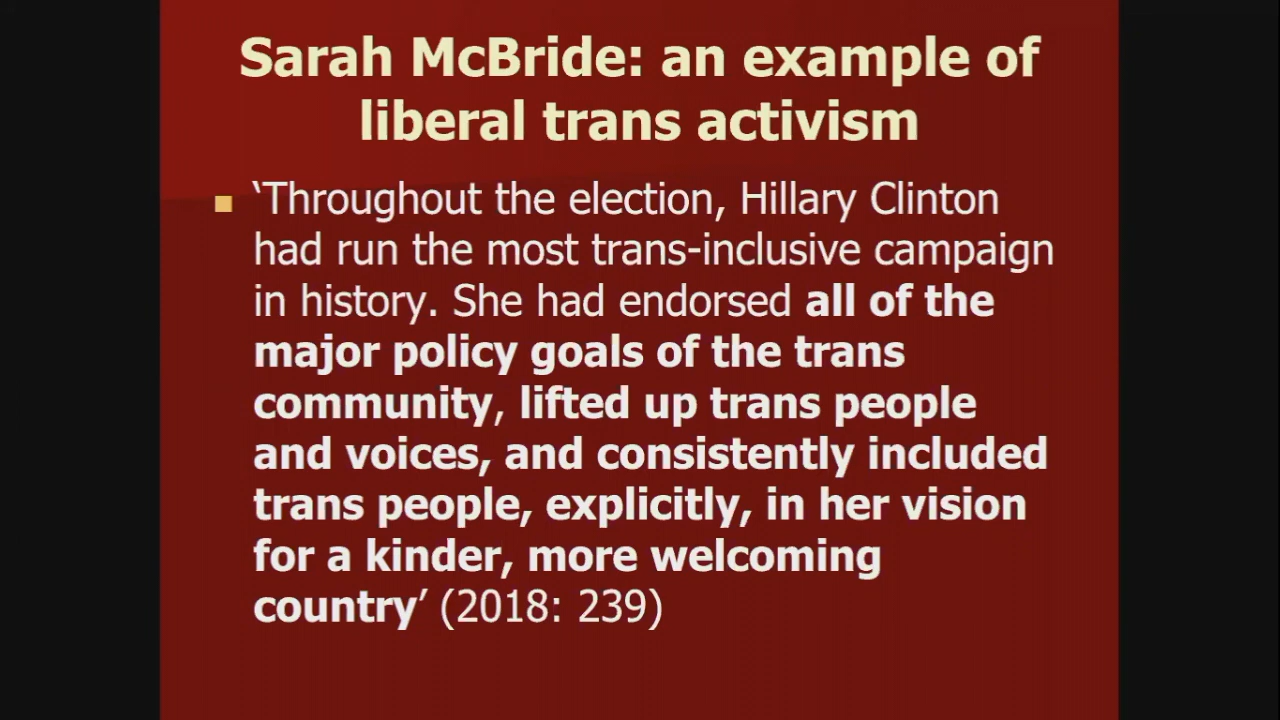 Sarah McBride: an example of
liberal trans activism
‘Throughout the election, Hillary Clinton
had run the most trans-inclusive campaign
in history. She had endorsed all of the
major policy goals of the trans
community, lifted up trans people
and voices, and consistently included
trans people, explicitly, in her vision
for a kinder, more welcoming
country’ (2018: 239)